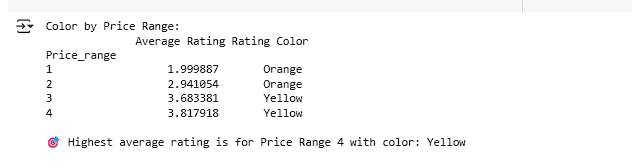 Color by Price Range:
Average Rating Rating Color
Price_range
1 1.999887 Orange
2 2.941054 Orange
3 3.683381 Yellow
4 3.817918 Yellow
🎯 Highest average rating is for Price Range 4 with color: Yellow